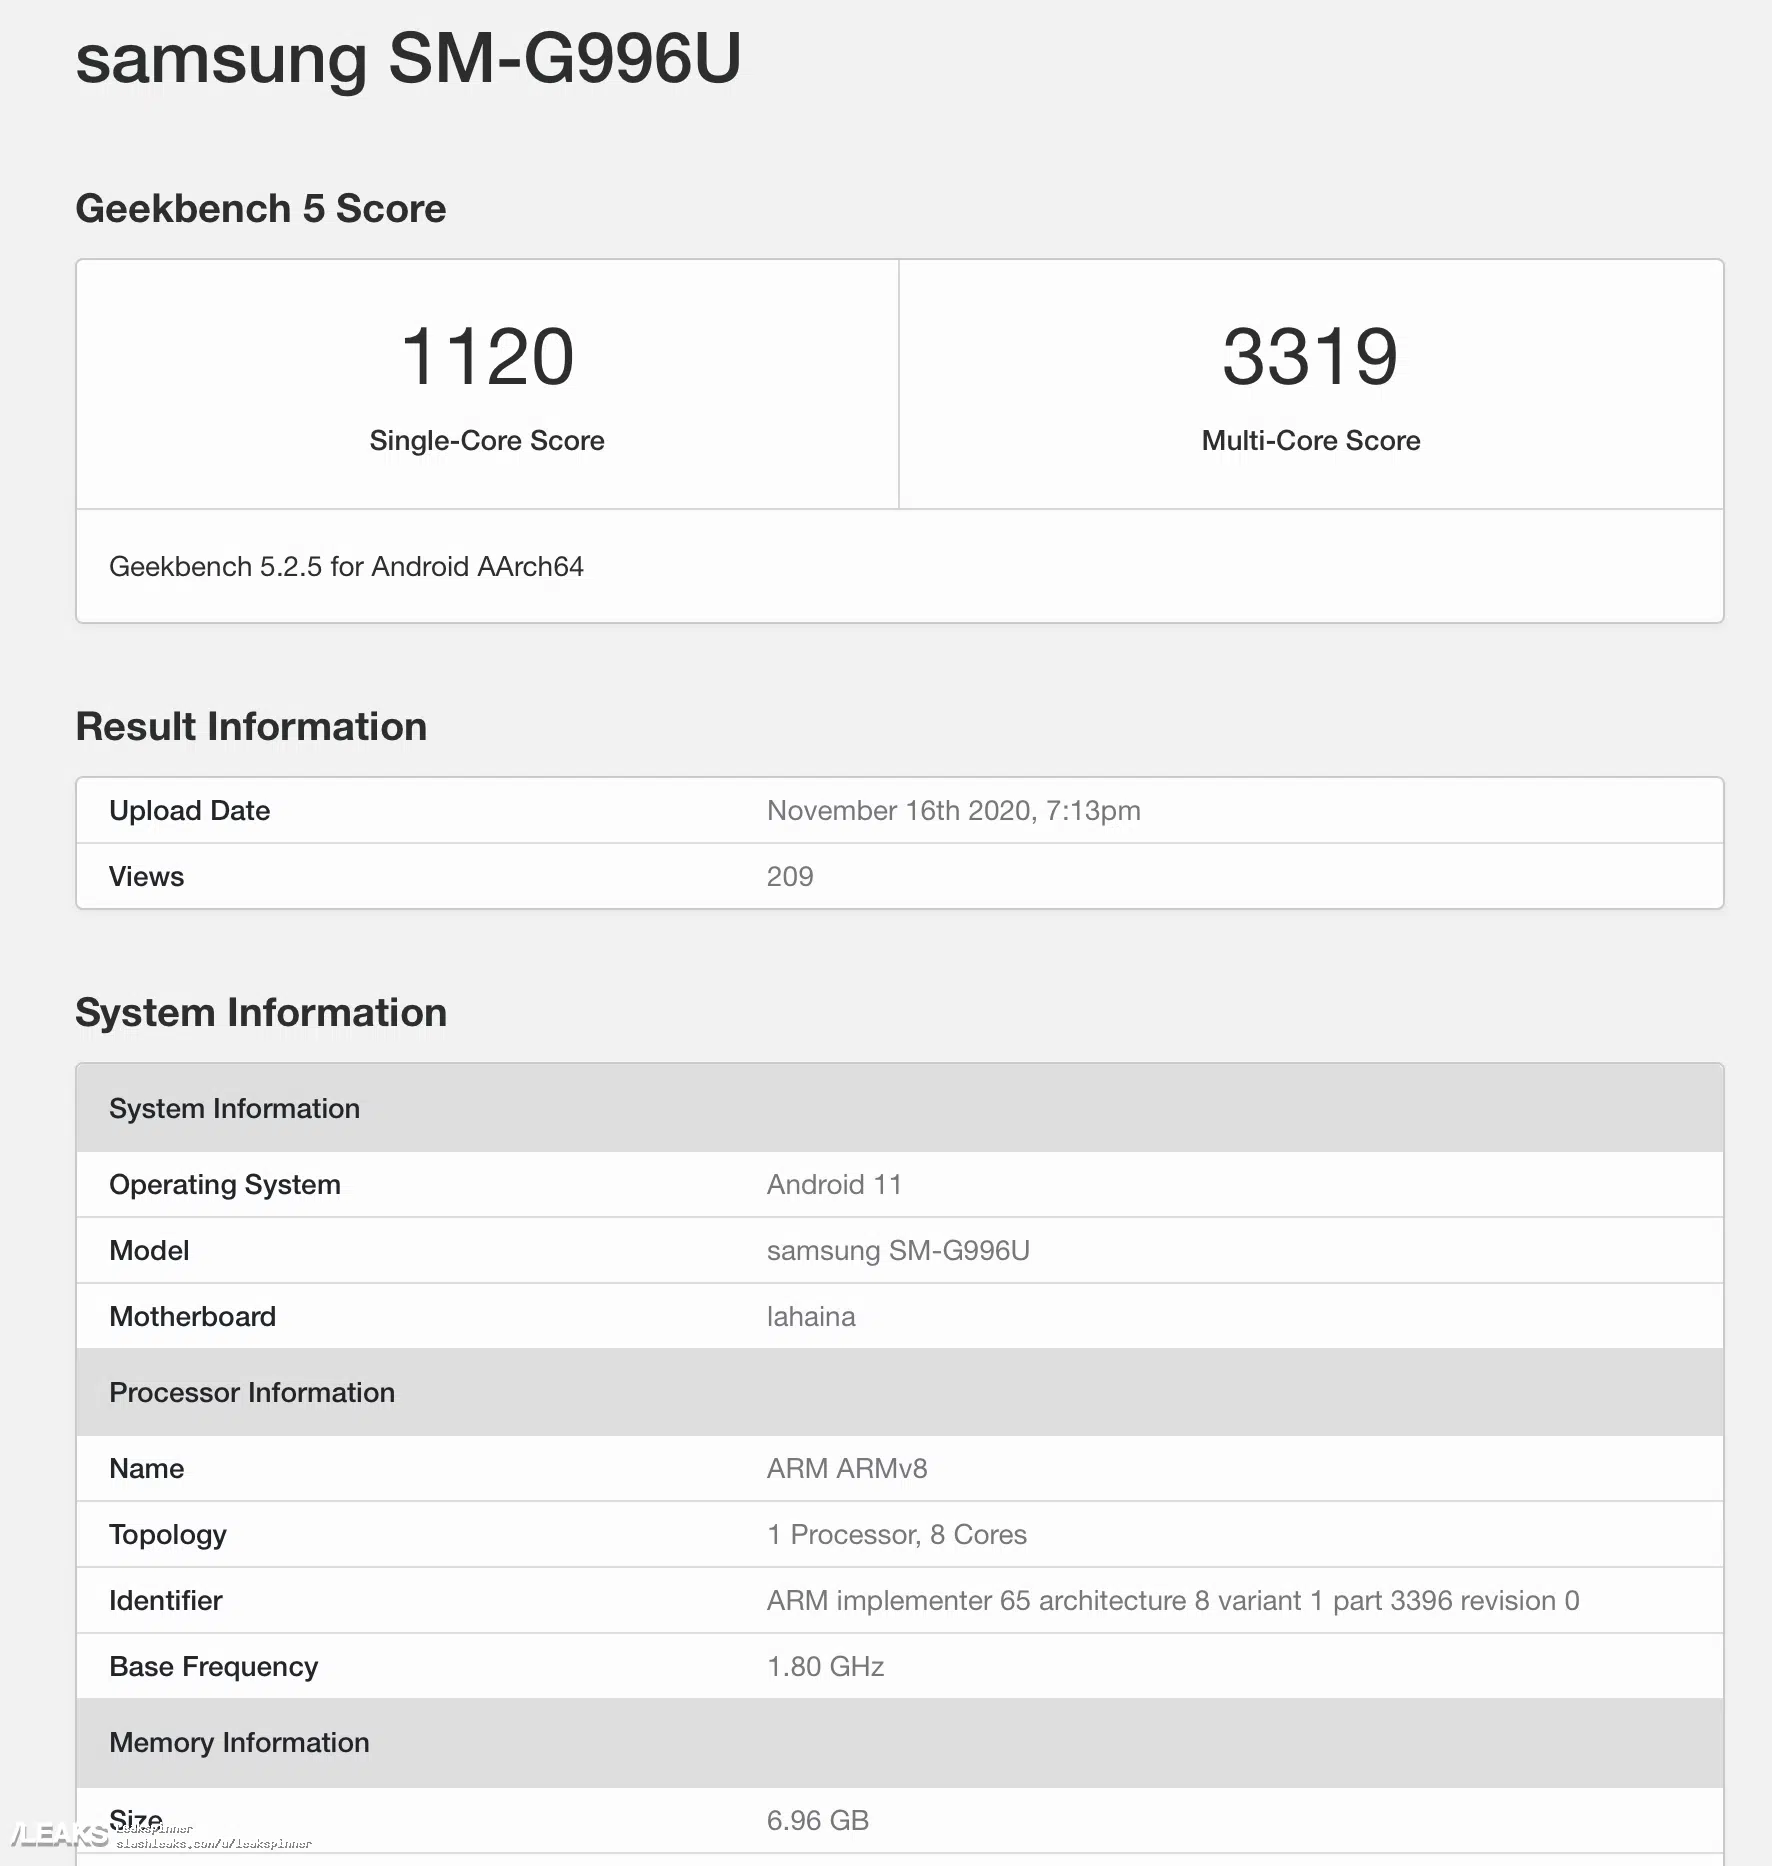 samsung SM-G996U
Geekbench 5 Score
1120
Single-Core Score
3319
Multi-Core Score
Geekbench 5.2.5 for Android AArch64
Result Information
Upload Date November 16th 2020, 7:13pm
Views 209
System Information
System Information
Operating System Android 11
Model samsung SM-G996U
Motherboard lahaina
Processor Information
Name ARM ARMv8
Topology 1 Processor, 8 Cores
Identifier ARM implementer 65 architecture 8 variant 1 part 3396 revision 0
Base Frequency 1.80 GHz
Memory Information
Size 6.96 GB
/LEAKS Leakspinner
slashleaks.com/u/leakspinner